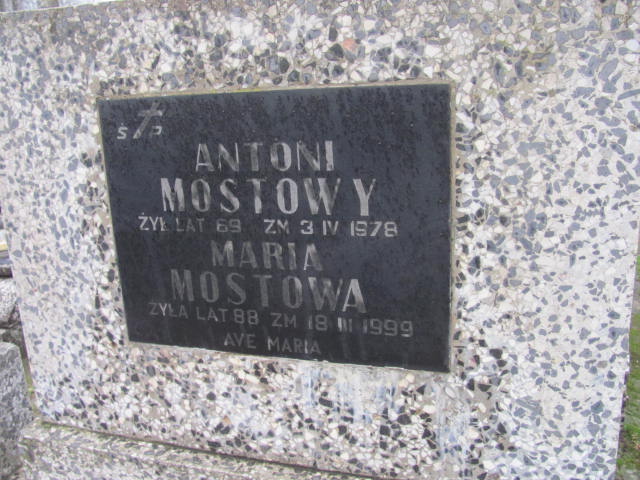 Ś P
ANTONI
MOSTOWY
ŻYŁ LAT 69 ZM 3 IV 1978
MARIA
MOSTOWA
ŻYŁA LAT 88 ZM 18 III 1999
AVE MARIA